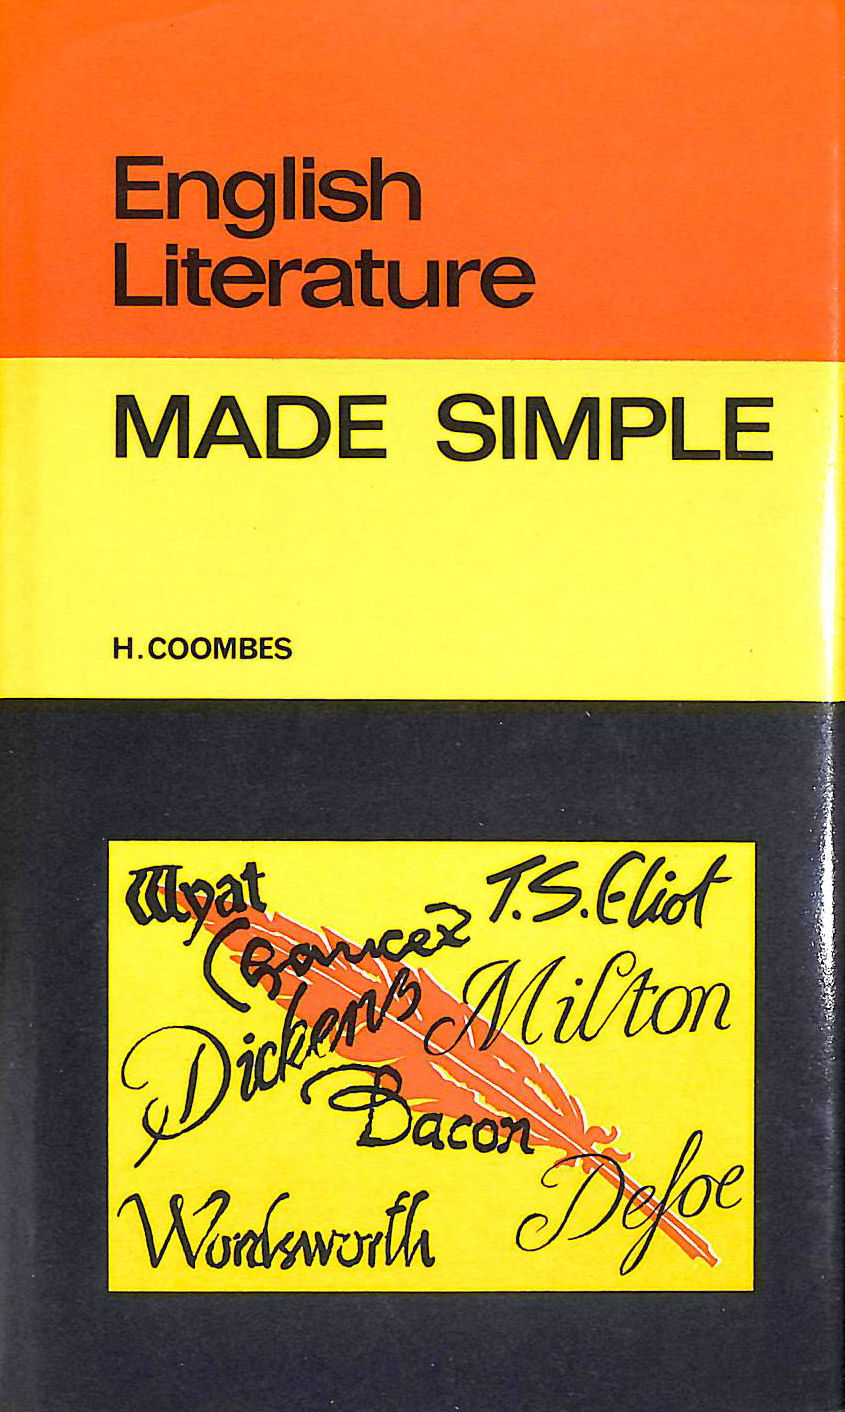 English
Literature
MADE SIMPLE
H. COOMBES
Wyat
T.S. Eliot
Chaucer
Milton
Dickens
Bacon
Defoe
Wordsworth